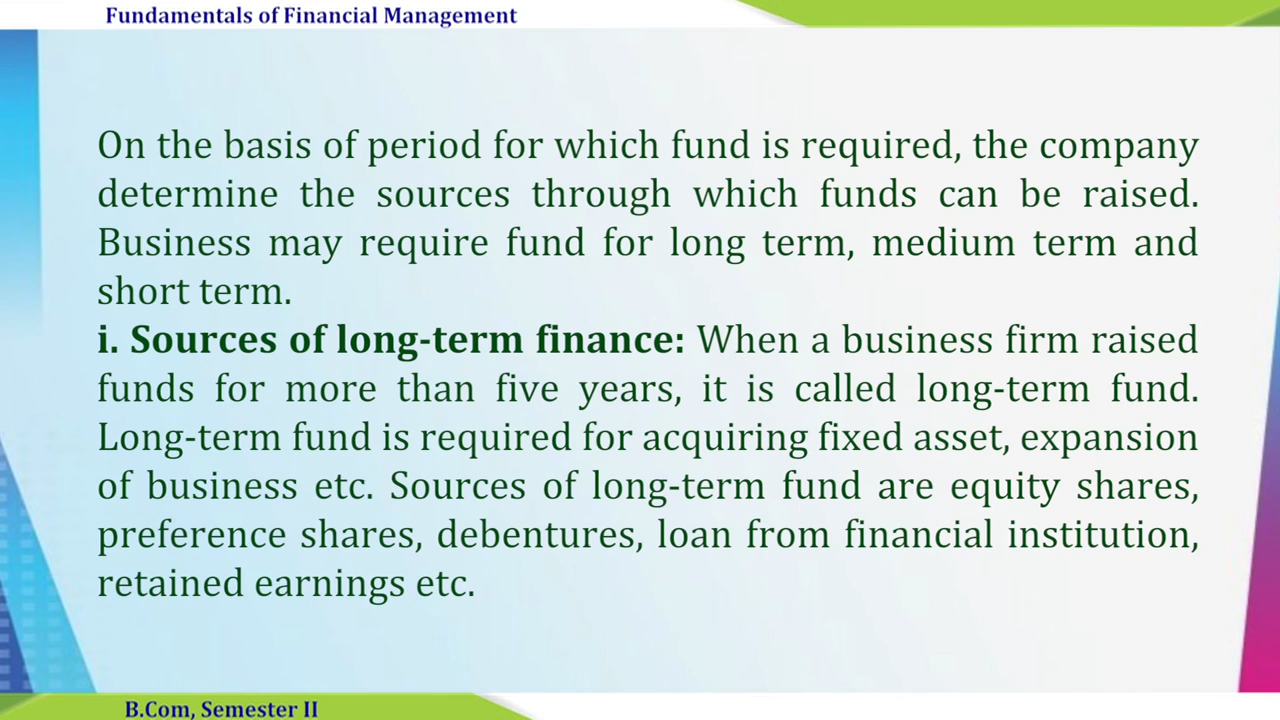 Fundamentals of Financial Management
On the basis of period for which fund is required, the company
determine the sources through which funds can be raised.
Business may require fund for long term, medium term and
short term.
i. Sources of long-term finance: When a business firm raised
funds for more than five years, it is called long-term fund.
Long-term fund is required for acquiring fixed asset, expansion
of business etc. Sources of long-term fund are equity shares,
preference shares, debentures, loan from financial institution,
retained earnings etc.
B.Com, Semester II